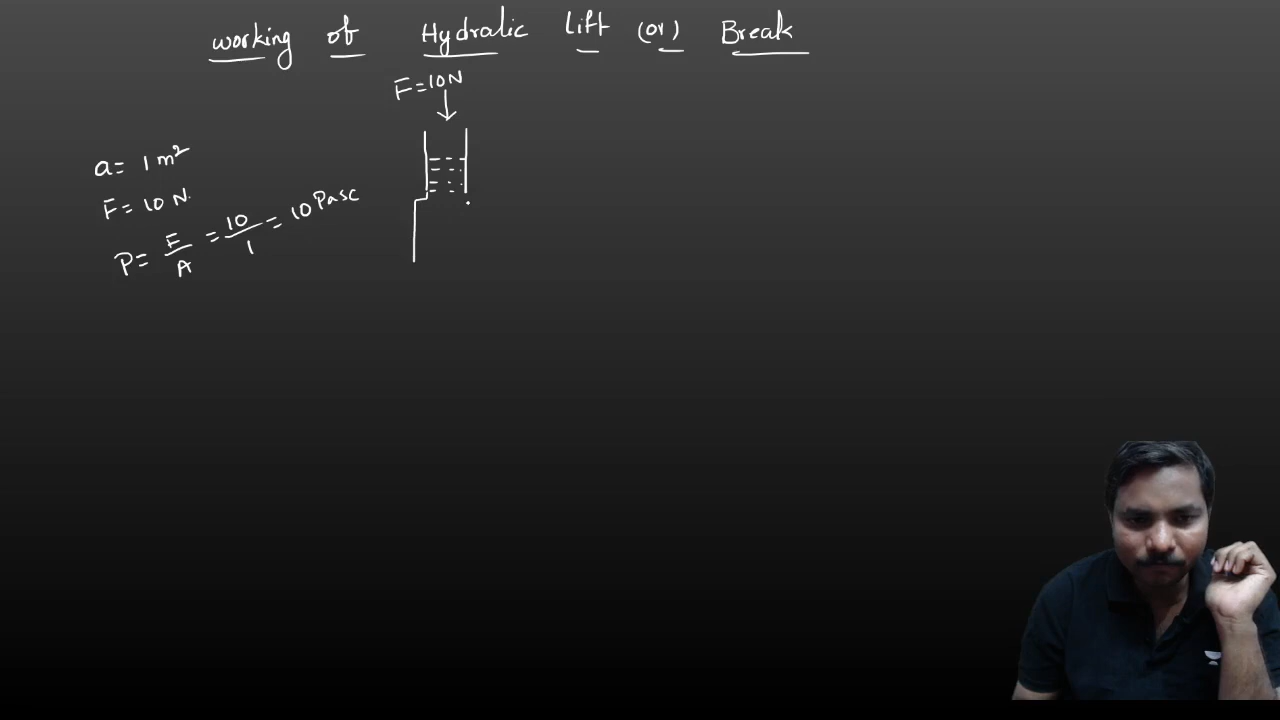 working of Hydralic lift (or) Break
F=10N
a= 1 m²
F= 10 N.
P= F/A = 10/1 = 10 Pasc